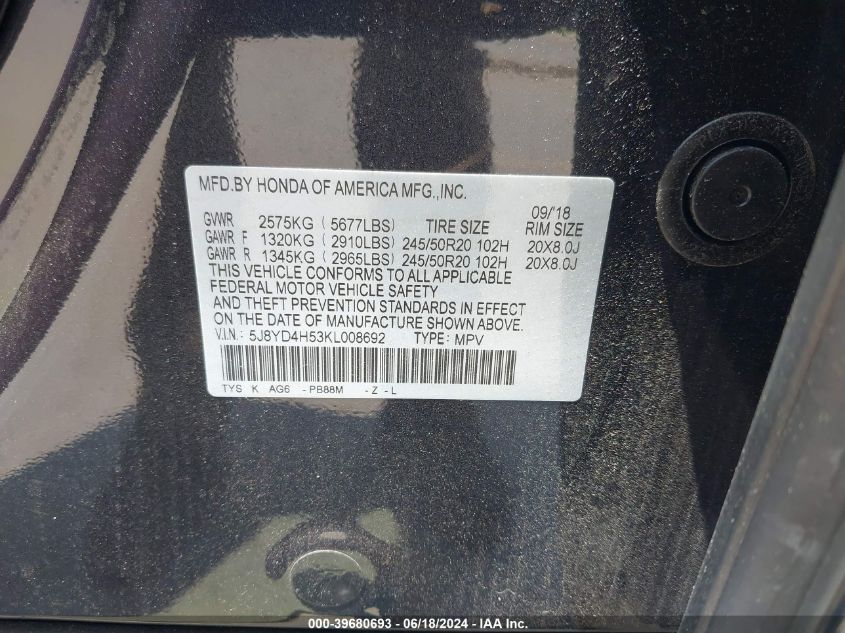 MFD.BY HONDA OF AMERICA MFG.,INC.
09/'18
GVWR 2575KG ( 5677LBS) TIRE SIZE RIM SIZE
GAWR F 1320KG ( 2910LBS) 245/50R20 102H 20X8.0J
GAWR R 1345KG ( 2965LBS) 245/50R20 102H 20X8.0J
THIS VEHICLE CONFORMS TO ALL APPLICABLE
FEDERAL MOTOR VEHICLE SAFETY
AND THEFT PREVENTION STANDARDS IN EFFECT
ON THE DATE OF MANUFACTURE SHOWN ABOVE.
V.I.N.: 5J8YD4H53KL008692 TYPE: MPV
TYS K AG6 -PB88M -Z -L
000-39680693 - 06/18/2024 - IAA Inc.